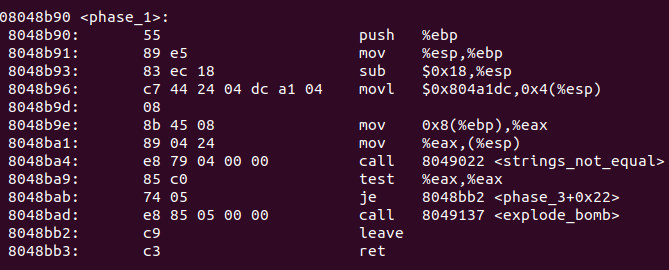 08048b90 <phase_1>:
8048b90: 55 push %ebp
8048b91: 89 e5 mov %esp,%ebp
8048b93: 83 ec 18 sub $0x18,%esp
8048b96: c7 44 24 04 dc a1 04 movl $0x804a1dc,0x4(%esp)
8048b9d: 08
8048b9e: 8b 45 08 mov 0x8(%ebp),%eax
8048ba1: 89 04 24 mov %eax,(%esp)
8048ba4: e8 79 04 00 00 call 8049022 <strings_not_equal>
8048ba9: 85 c0 test %eax,%eax
8048bab: 74 05 je 8048bb2 <phase_3+0x22>
8048bad: e8 85 05 00 00 call 8049137 <explode_bomb>
8048bb2: c9 leave
8048bb3: c3 ret